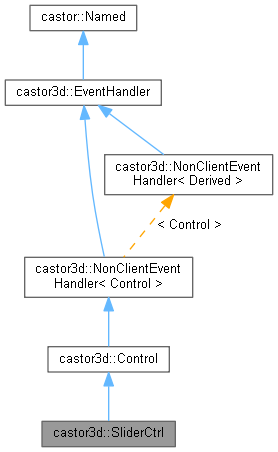 castor::Named
castor3d::EventHandler
castor3d::NonClientEvent
Handler< Derived >
< Control >
castor3d::NonClientEvent
Handler< Control >
castor3d::Control
castor3d::SliderCtrl